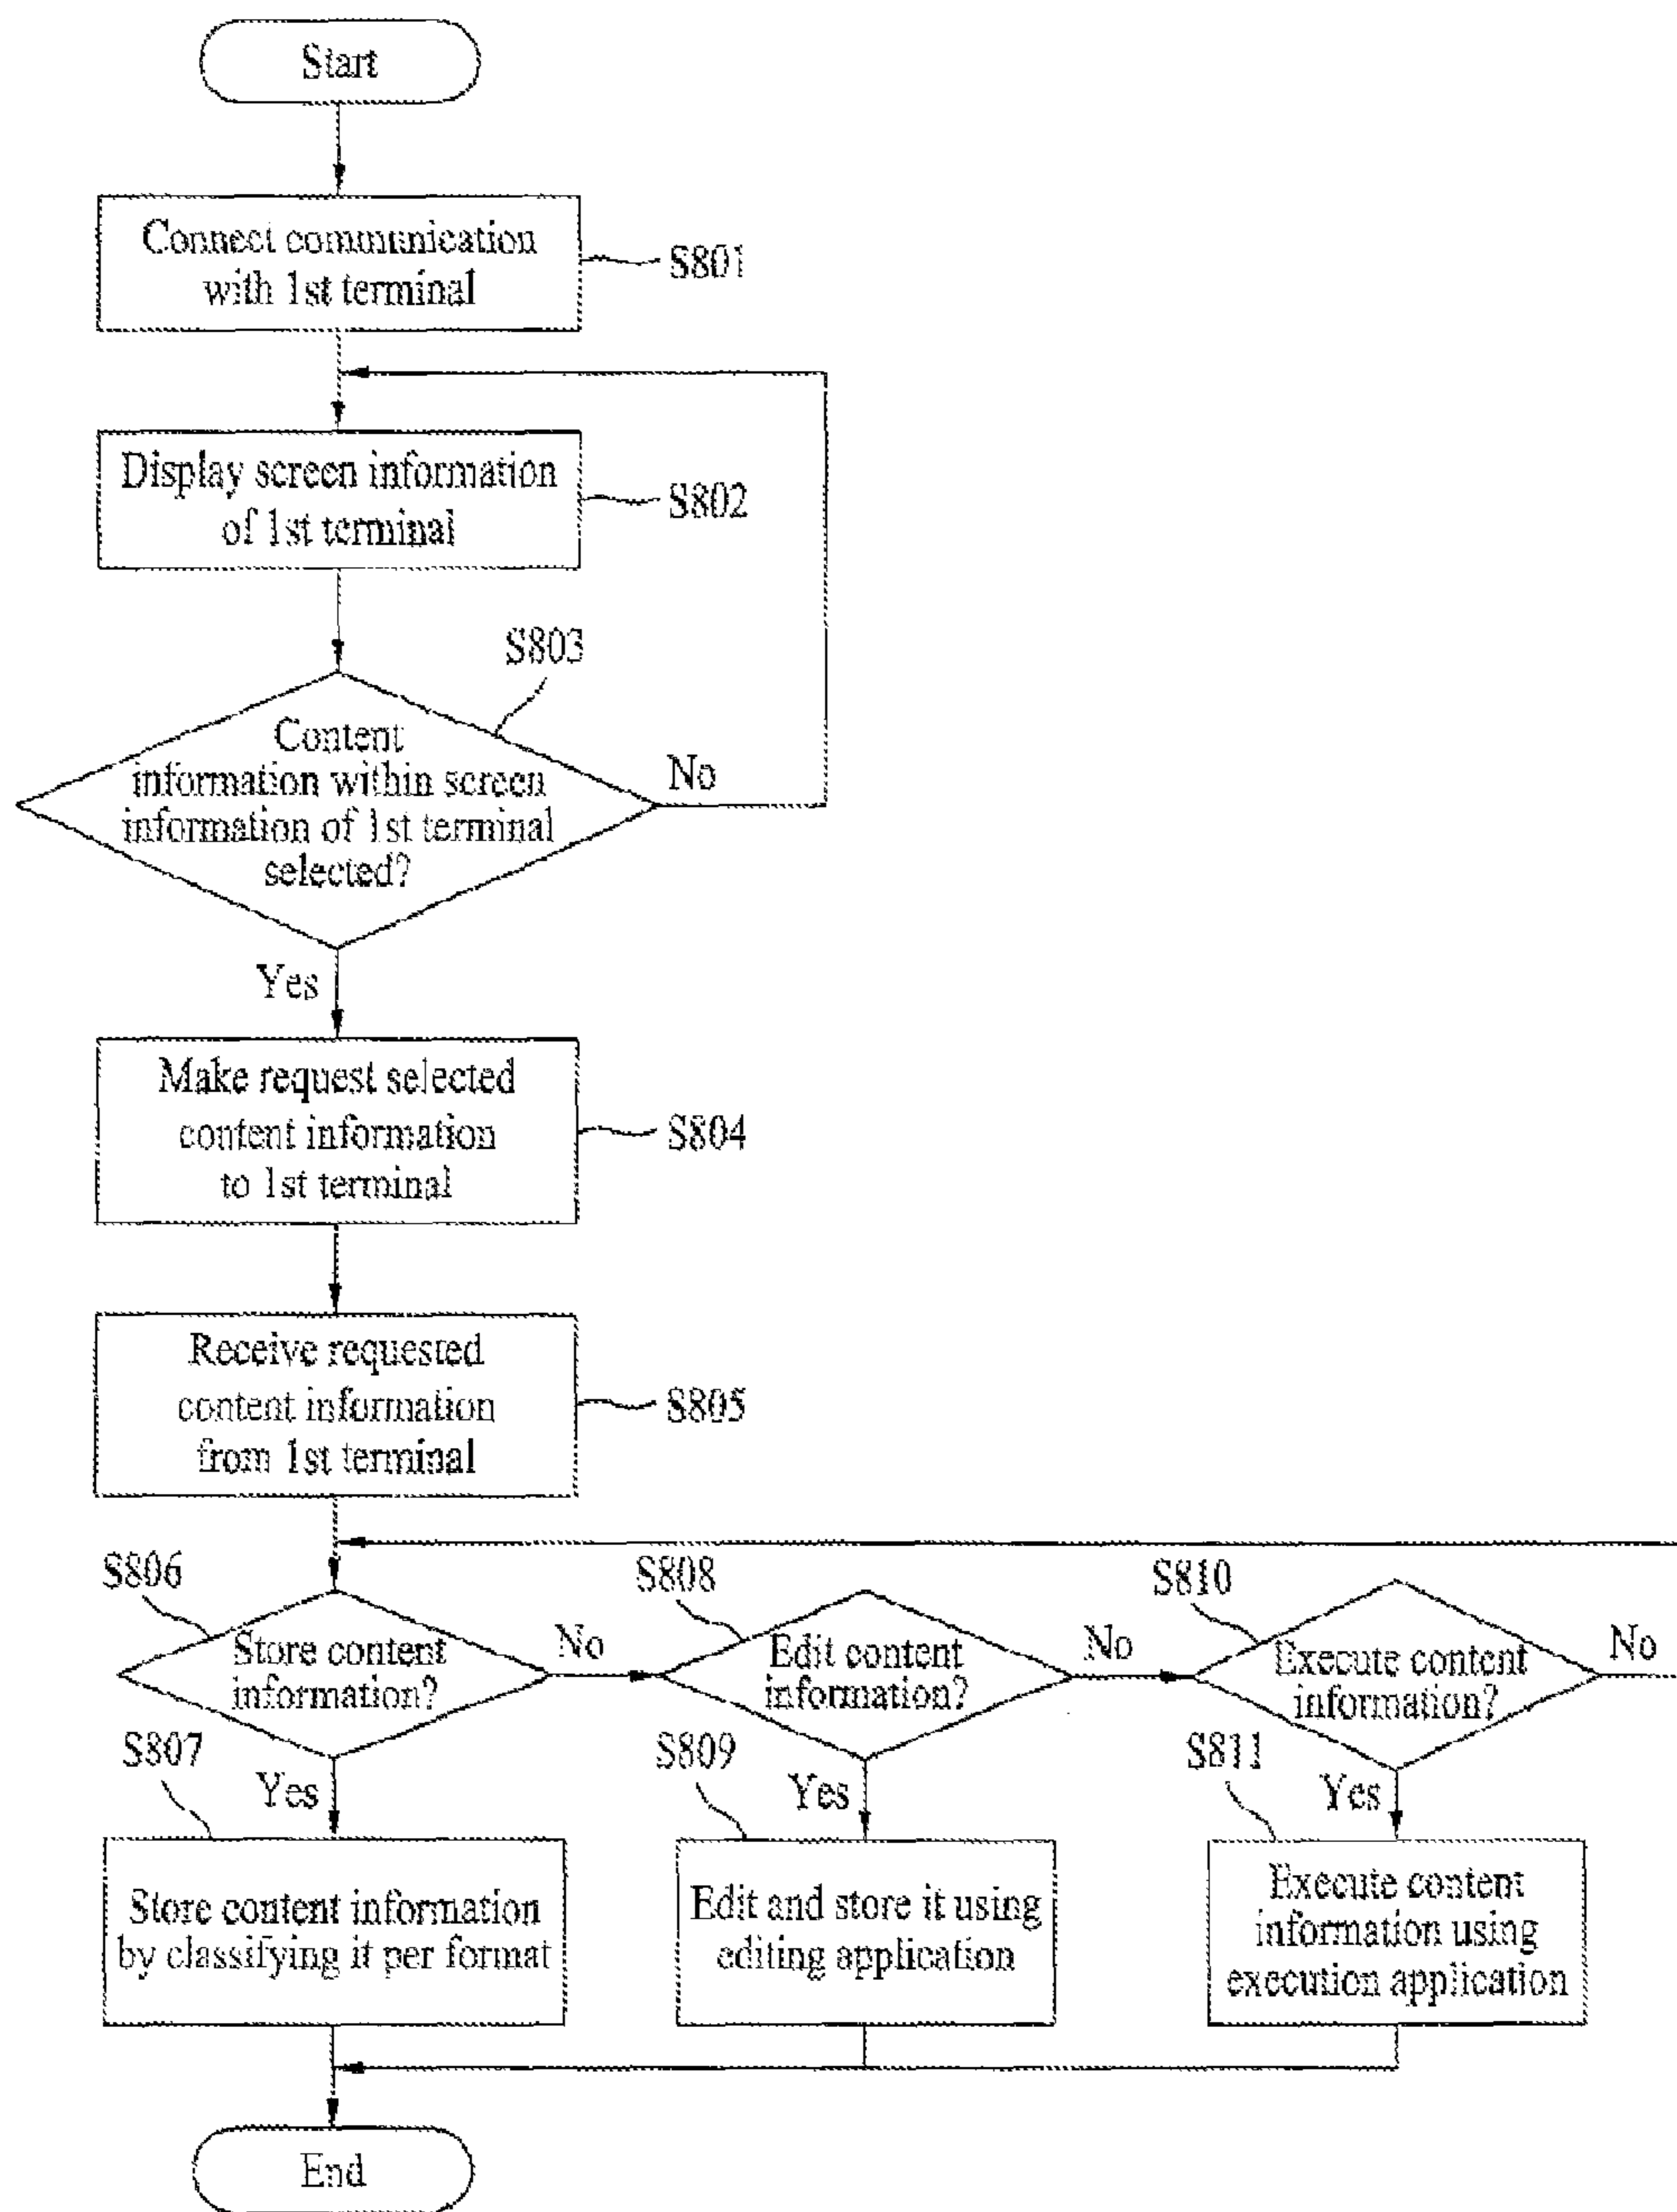 Start
Connect communication
with 1st terminal
S801
Display screen information
of 1st terminal
S802
S803
Content
information within screen
information of 1st terminal
selected?
No
Yes
Make request selected
content information
to 1st terminal
S804
Receive requested
content information
from 1st terminal
S805
S806
Store content
information?
No
S808
Edit content
information?
No
S810
Execute content
information?
No
S807
Yes
Store content information
by classifying it per format
S809
Yes
Edit and store it using
editing application
S811
Yes
Execute content
information using
execution application
End